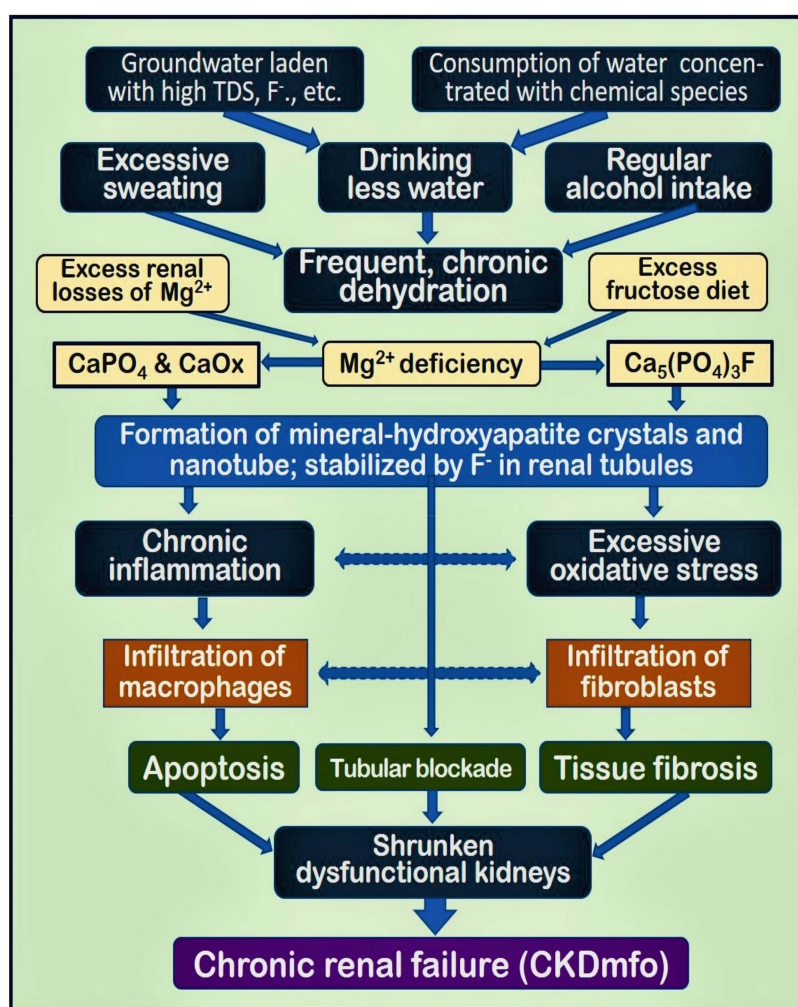 Groundwater laden
with high TDS, F⁻., etc.
Consumption of water concen-
trated with chemical species
Excessive
sweating
Drinking
less water
Regular
alcohol intake
Frequent, chronic
dehydration
Excess renal
losses of Mg²⁺
Excess
fructose diet
CaPO₄ & CaOx
Mg²⁺ deficiency
Ca₅(PO₄)₃F
Formation of mineral-hydroxyapatite crystals and
nanotube; stabilized by F⁻ in renal tubules
Chronic
inflammation
Excessive
oxidative stress
Infiltration of
macrophages
Infiltration of
fibroblasts
Apoptosis
Tubular blockade
Tissue fibrosis
Shrunken
dysfunctional kidneys
Chronic renal failure (CKDmfo)